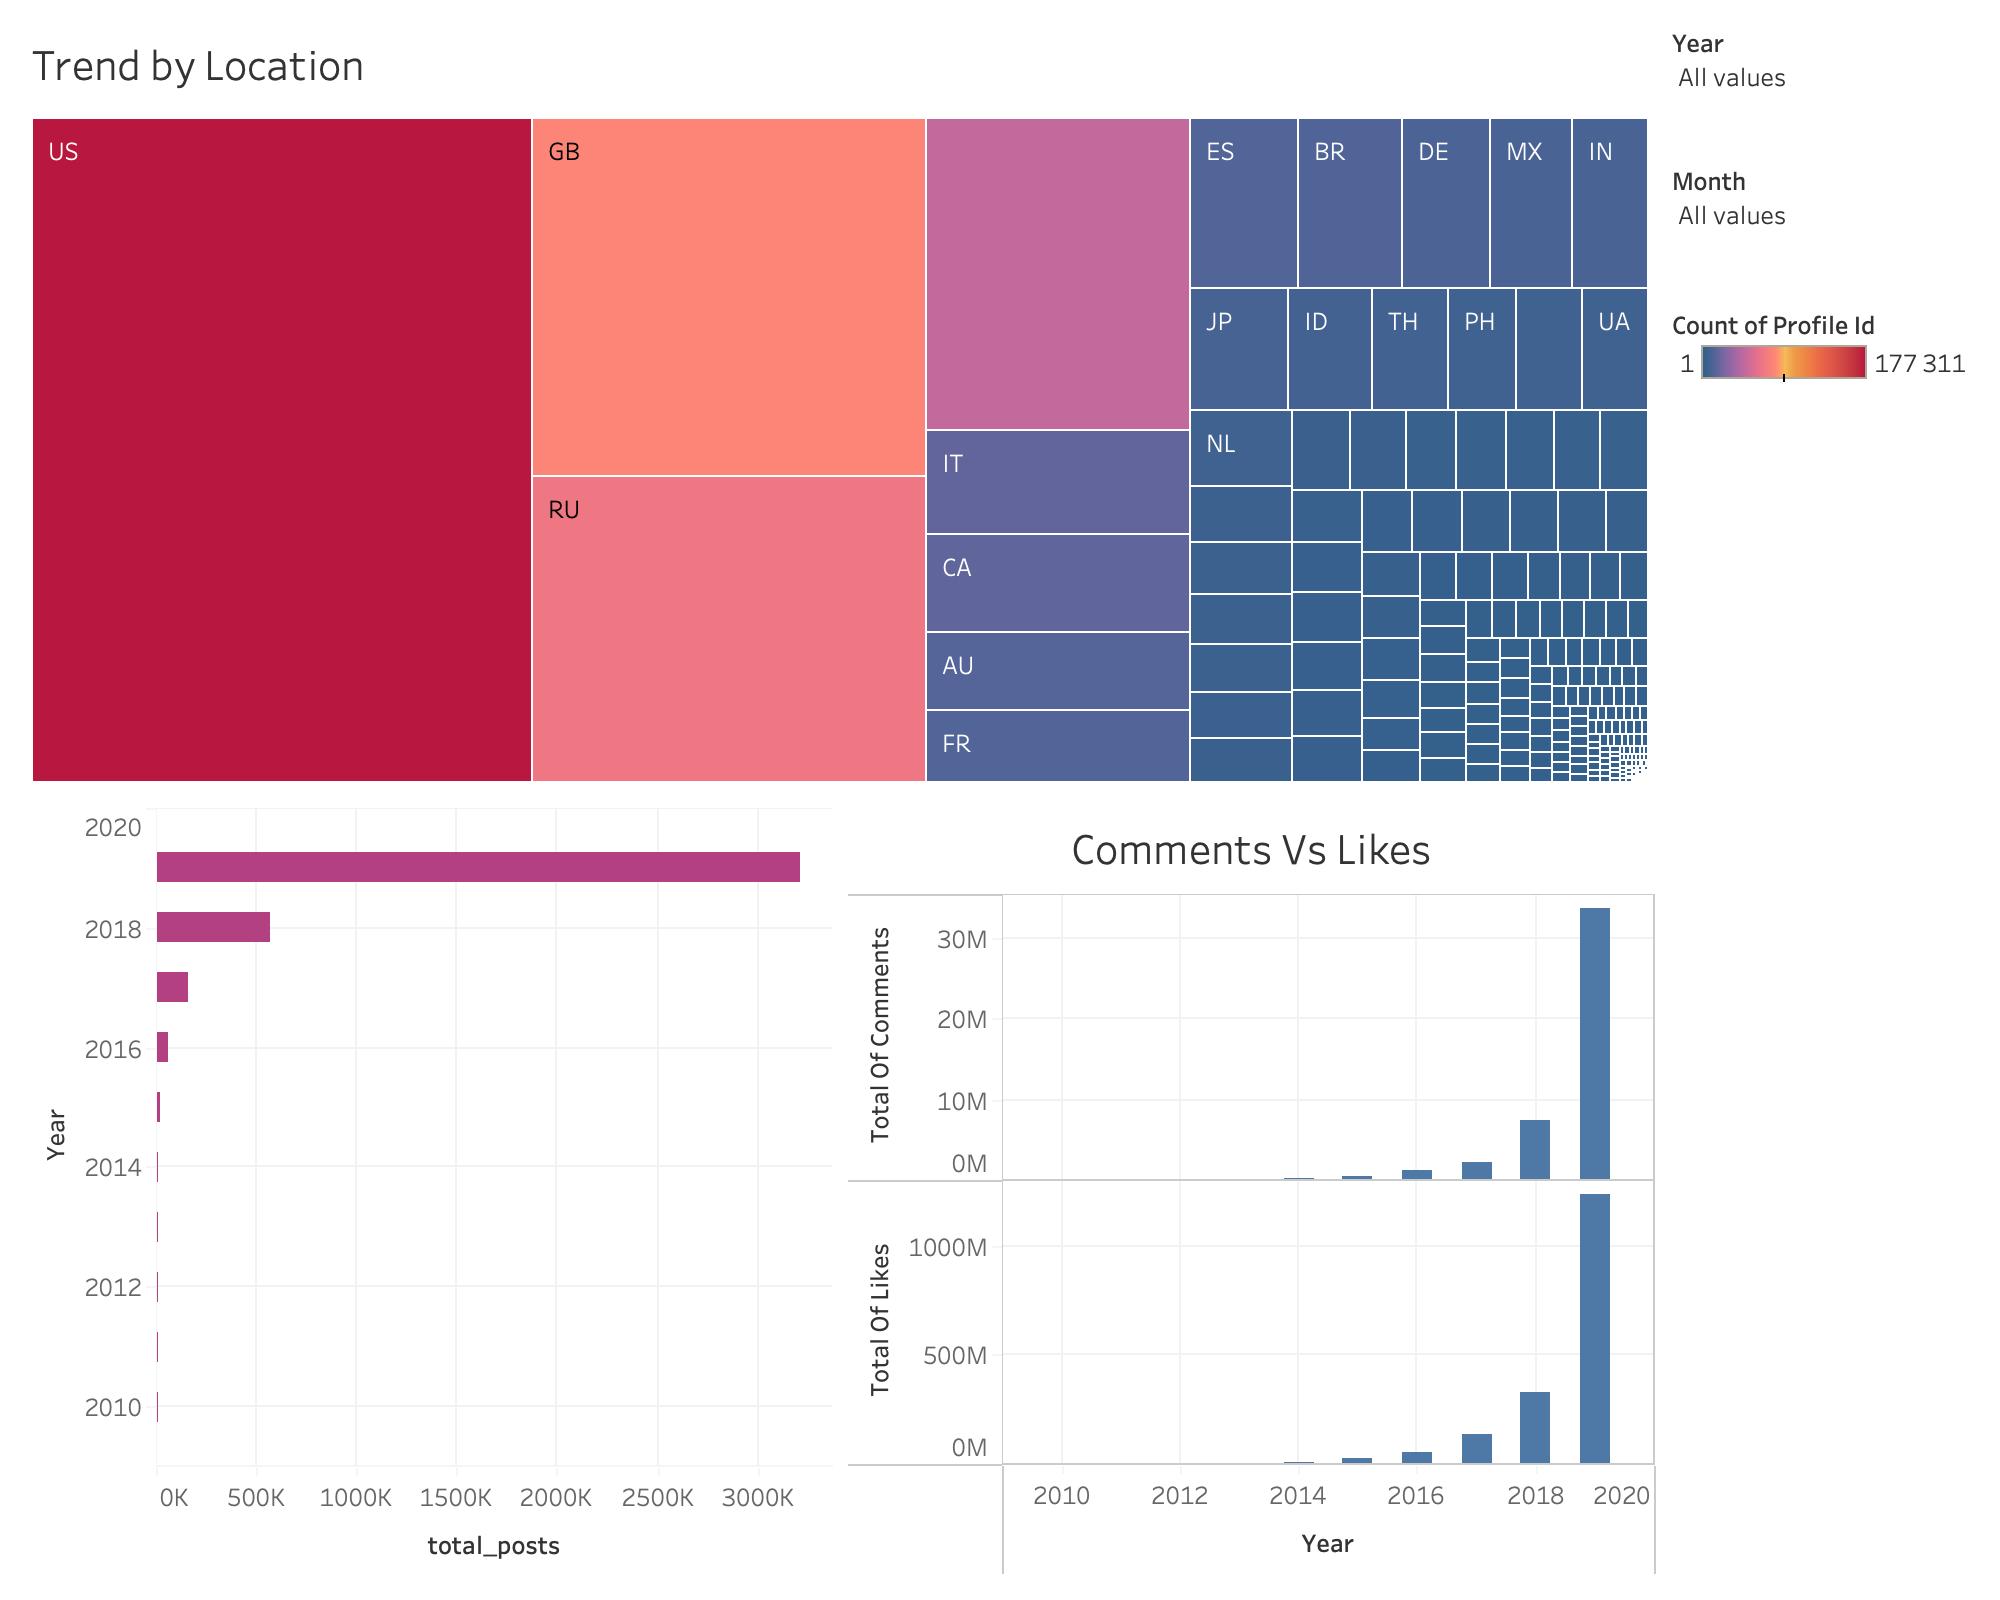 Trend by Location
Year
All values
Month
All values
Count of Profile Id
1 177 311
US
GB
RU
IT
CA
AU
FR
ES BR DE MX IN
JP ID TH PH UA
NL
2020
2018
2016
2014
2012
2010
Year
0K 500K 1000K 1500K 2000K 2500K 3000K
total_posts
Comments Vs Likes
Total Of Comments
30M
20M
10M
0M
Total Of Likes
1000M
500M
0M
2010 2012 2014 2016 2018 2020
Year